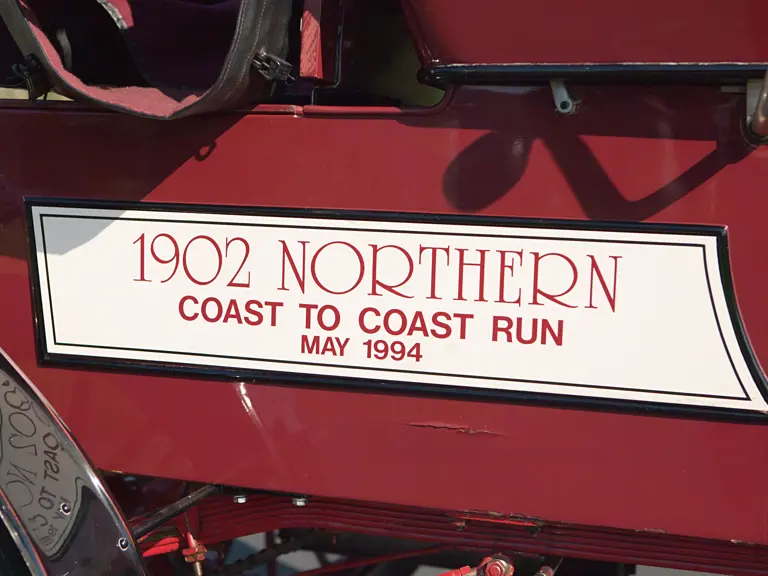 1902 NORTHERN
COAST TO COAST RUN
MAY 1994